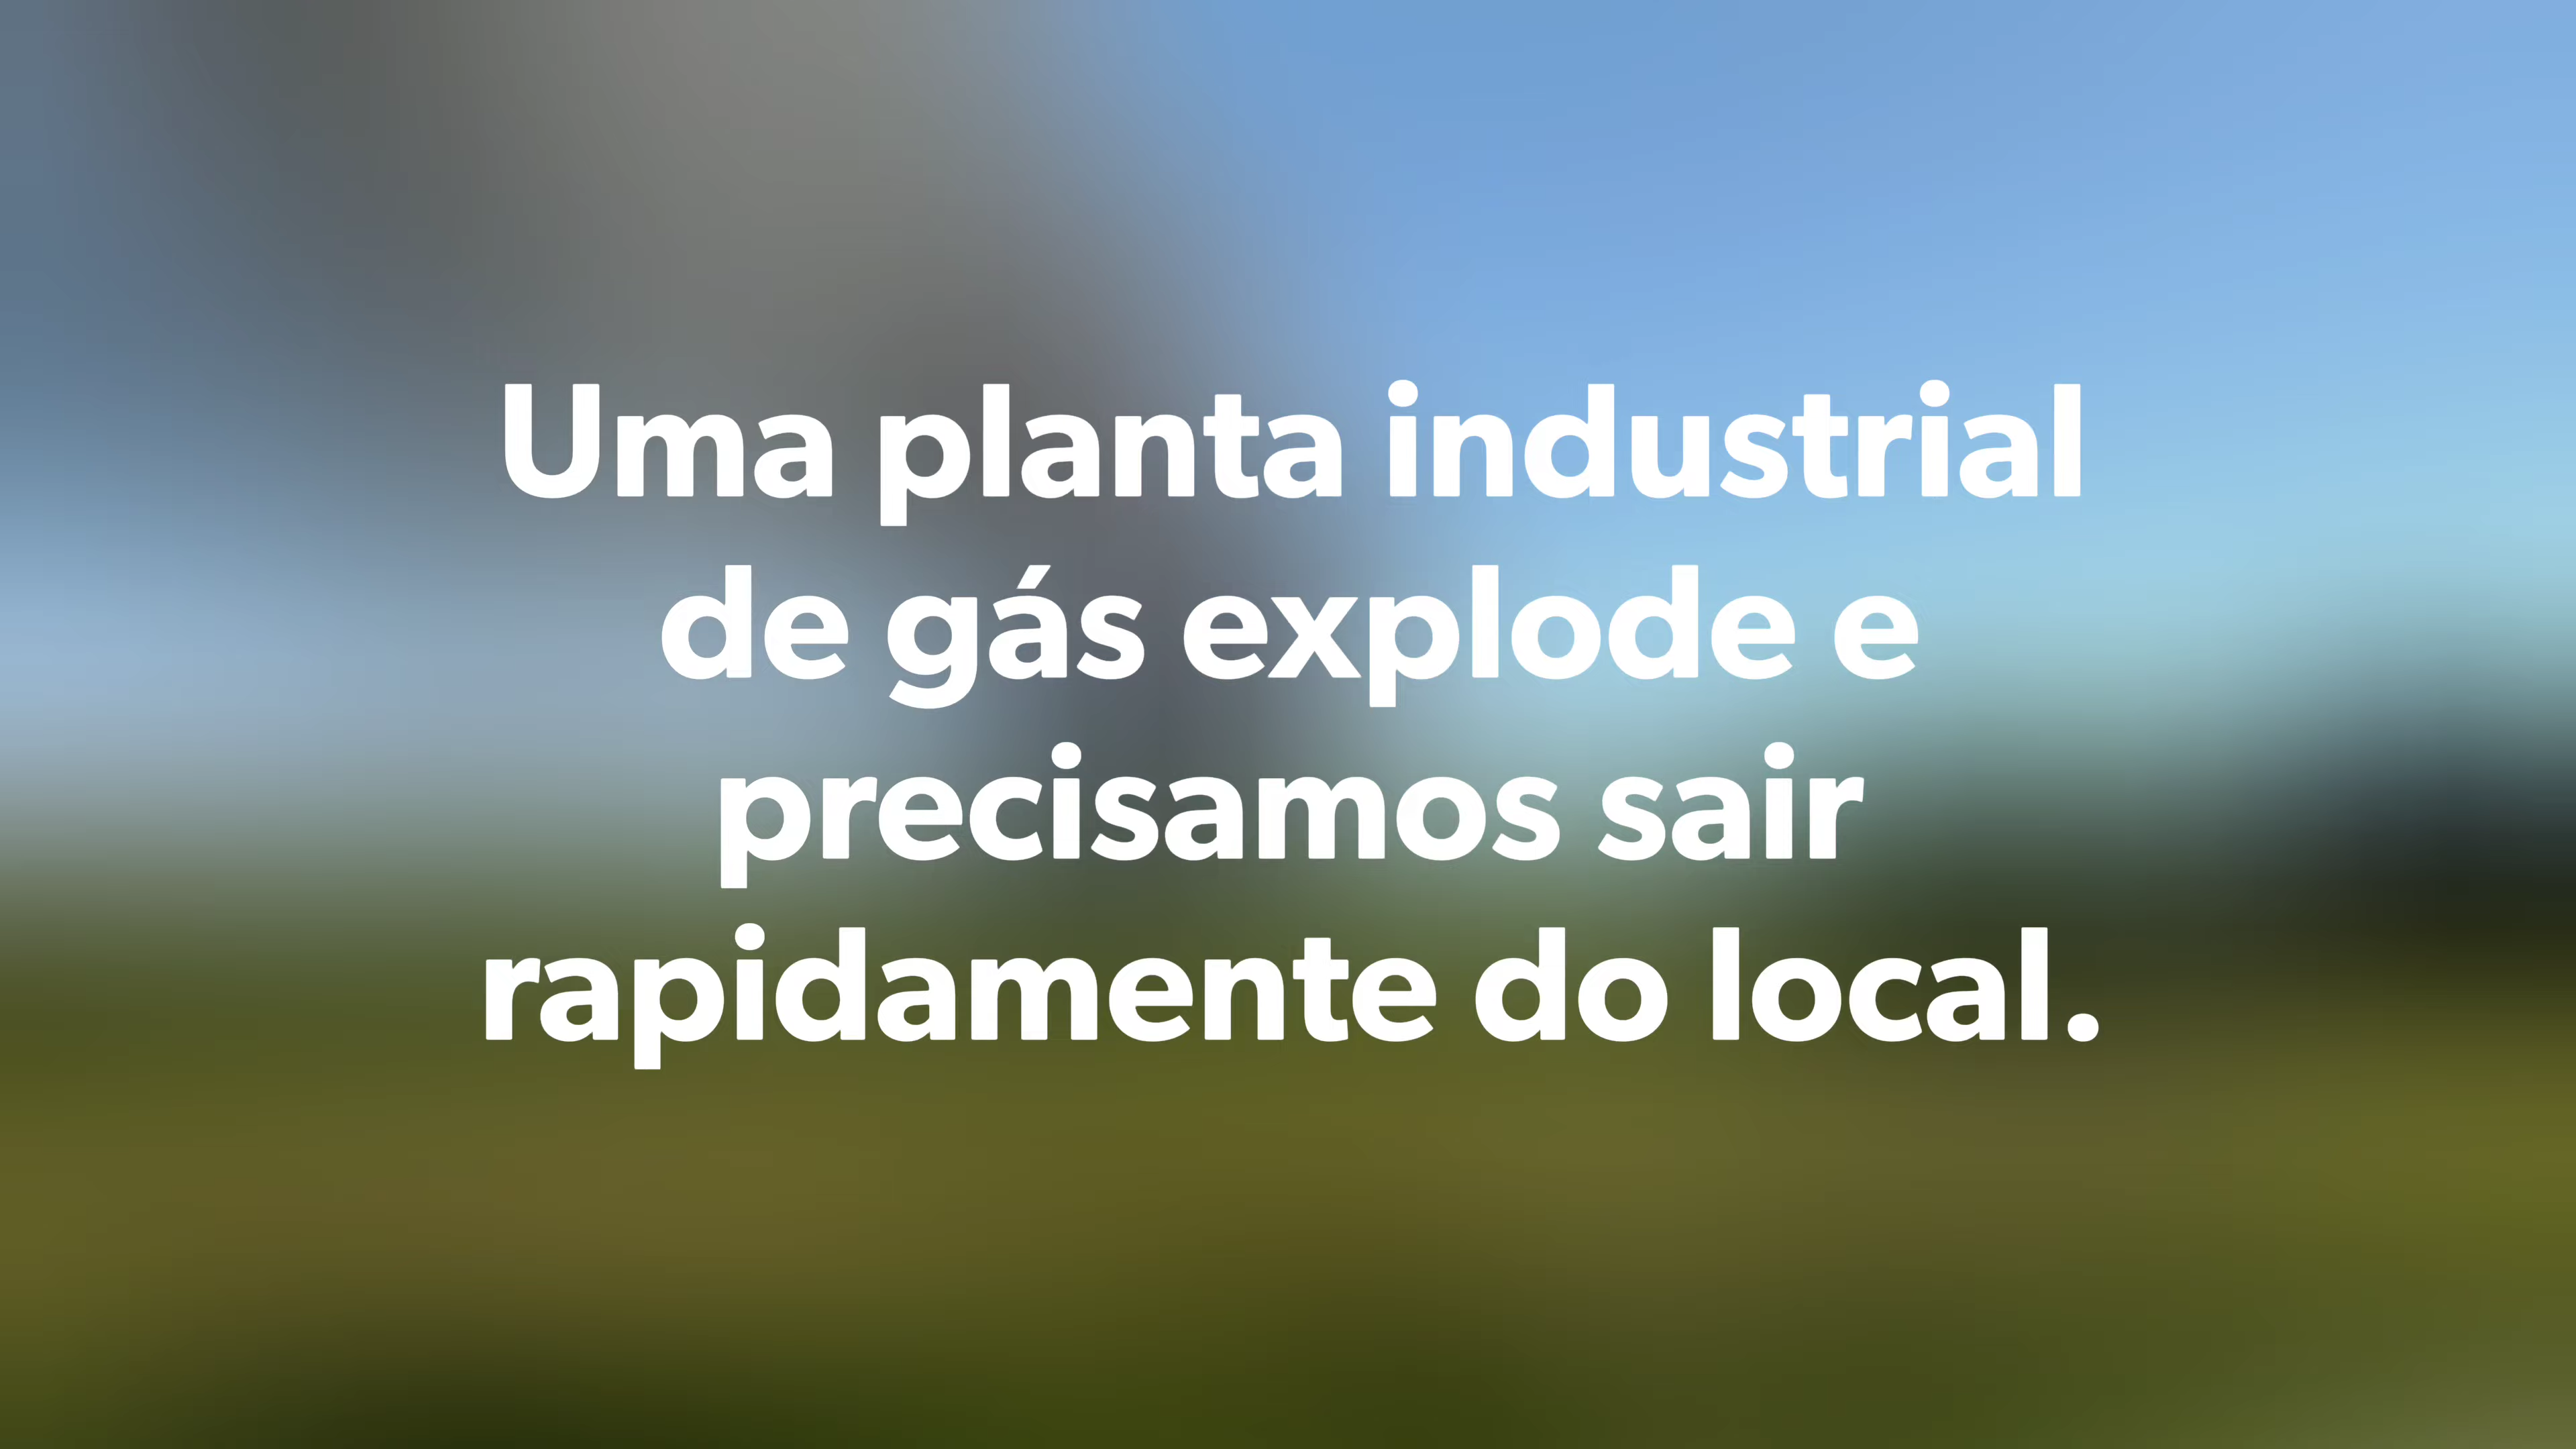 Uma planta industrial
de gás explode e
precisamos sair
rapidamente do local.